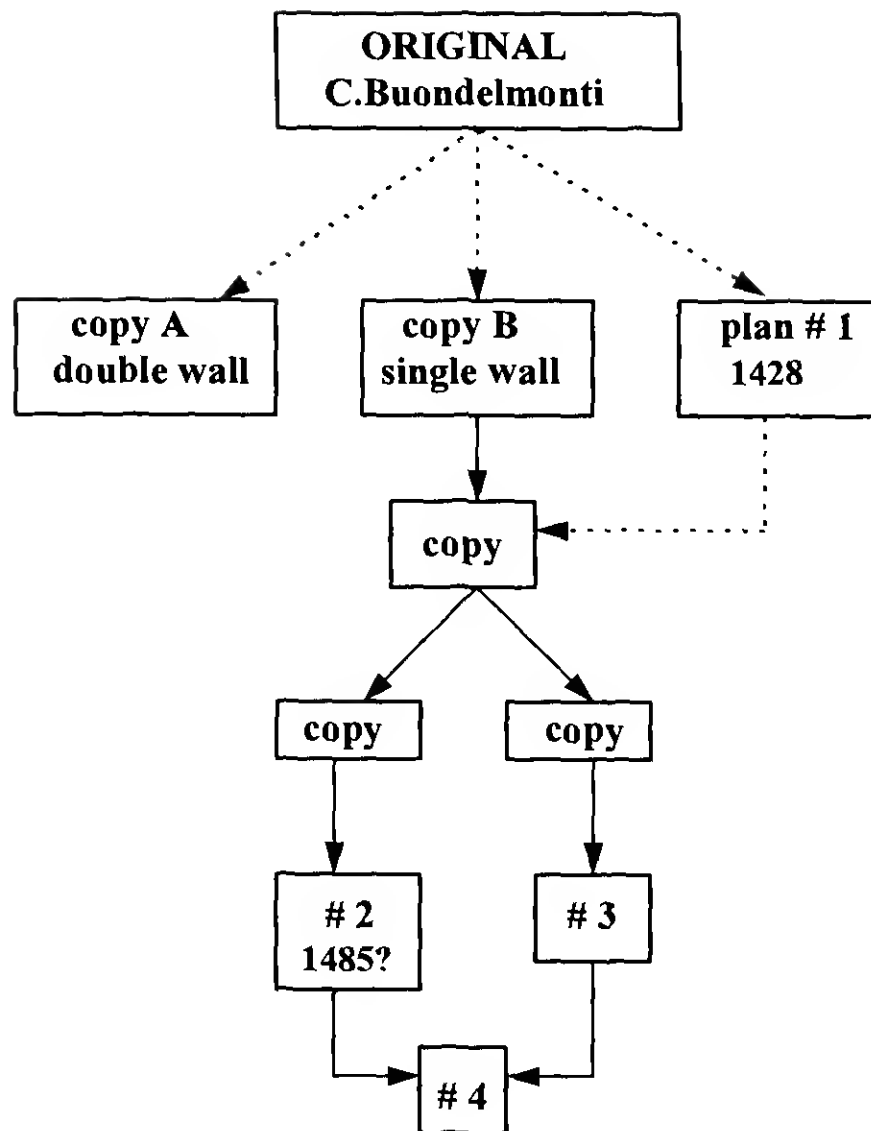 ORIGINAL
C.Buondelmonti
copy A
double wall
copy B
single wall
plan # 1
1428
copy
copy
copy
# 2
1485?
# 3
# 4